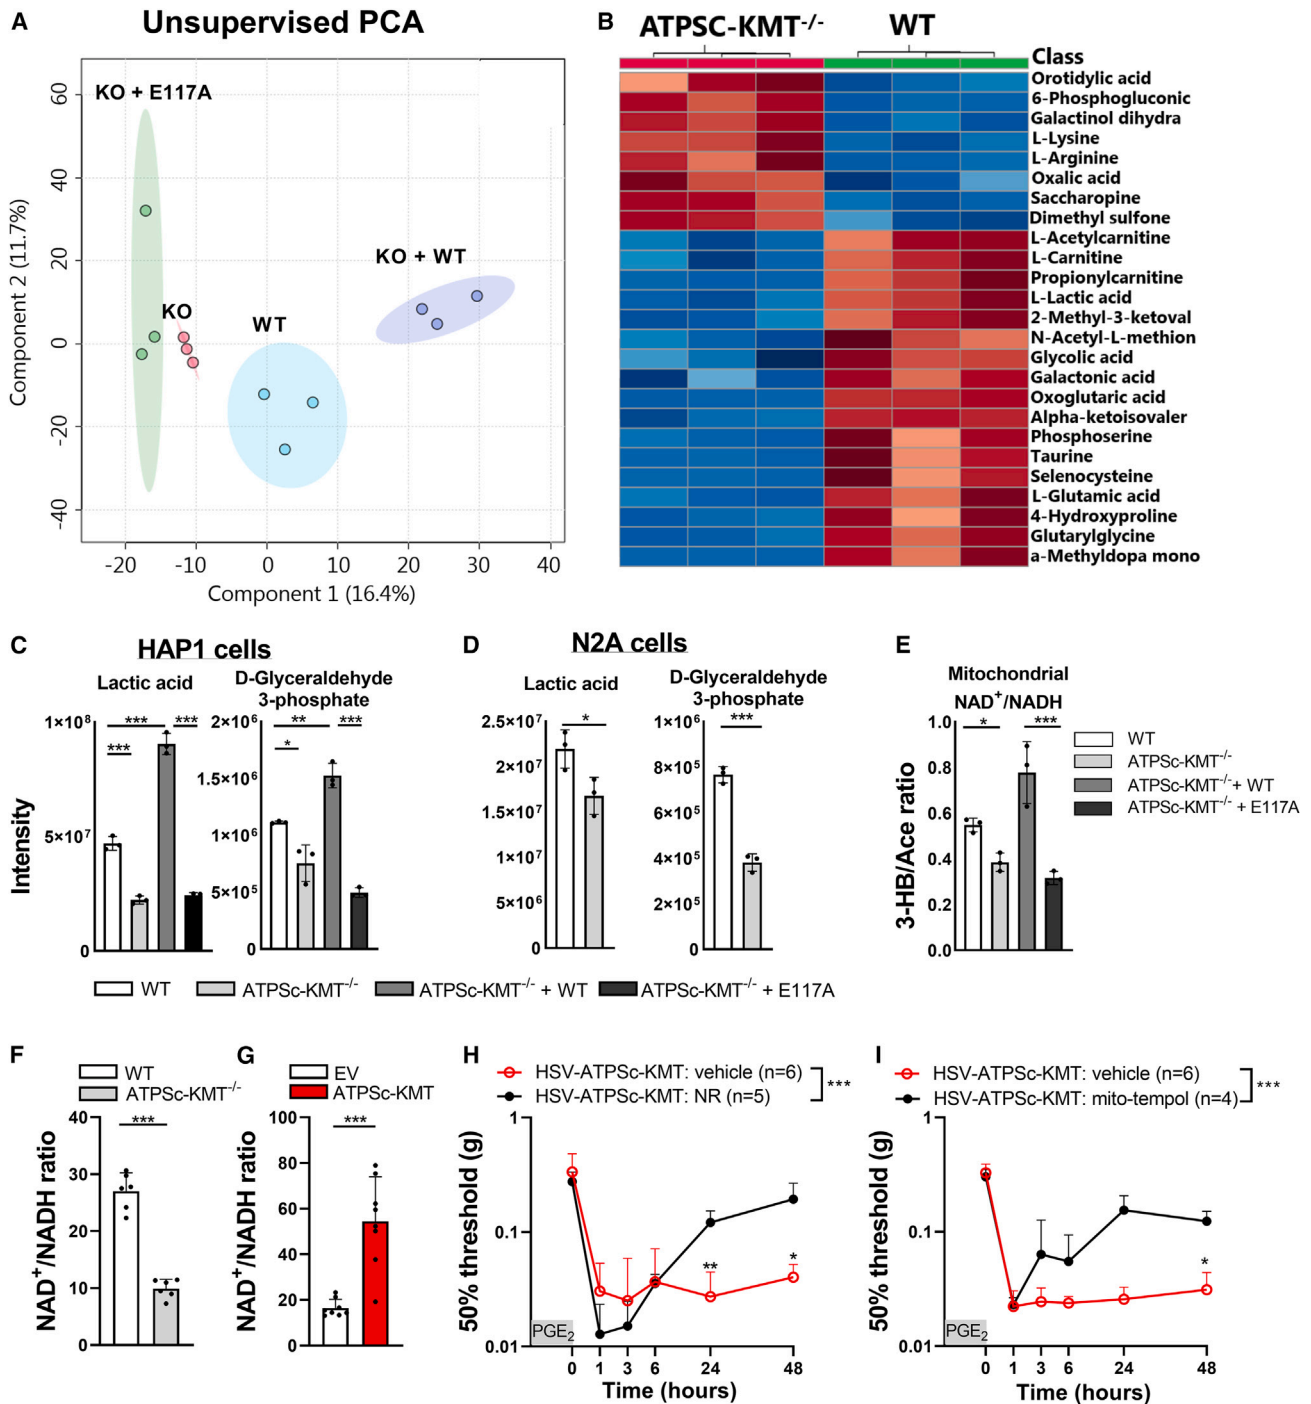 A
Unsupervised PCA
KO + E117A
KO
WT
KO + WT
60
40
20
0
-20
-40
Component 2 (11.7%)
-20
-10
0
10
20
30
40
Component 1 (16.4%)
B
ATPSC-KMT-/-
WT
Class
Orotidylic acid
6-Phosphogluconic
Galactinol dihydra
L-Lysine
L-Arginine
Oxalic acid
Saccharopine
Dimethyl sulfone
L-Acetylcarnitine
L-Carnitine
Propionylcarnitine
L-Lactic acid
2-Methyl-3-ketoval
N-Acetyl-L-methion
Glycolic acid
Galactonic acid
Oxoglutaric acid
Alpha-ketoisovaler
Phosphoserine
Taurine
Selenocysteine
L-Glutamic acid
4-Hydroxyproline
Glutarylglycine
a-Methyldopa mono
C
HAP1 cells
Lactic acid
Intensity
1×10⁸
5×10⁷
0
***
***
***
D-Glyceraldehyde
3-phosphate
2×10⁶
1.5×10⁶
1×10⁶
5×10⁵
0
**
***
*
WT
ATPSc-KMT-/-
ATPSc-KMT-/- + WT
ATPSc-KMT-/- + E117A
D
N2A cells
Lactic acid
2.5×10⁷
2×10⁷
1.5×10⁷
1×10⁷
5×10⁶
0
*
D-Glyceraldehyde
3-phosphate
8×10⁵
6×10⁵
4×10⁵
2×10⁵
0
***
E
Mitochondrial
NAD+/NADH
3-HB/Ace ratio
1.0
0.8
0.6
0.4
0.2
0.0
*
***
WT
ATPSc-KMT-/-
ATPSc-KMT-/-+ WT
ATPSc-KMT-/- + E117A
F
WT
ATPSc-KMT-/-
NAD+/NADH ratio
40
30
20
10
0
***
G
EV
ATPSc-KMT
NAD+/NADH ratio
100
80
60
40
20
0
***
H
HSV-ATPSc-KMT: vehicle (n=6)
HSV-ATPSc-KMT: NR (n=5)
***
50% threshold (g)
1
0.1
0.01
**
*
PGE2
0
1
3
6
24
48
Time (hours)
I
HSV-ATPSc-KMT: vehicle (n=6)
HSV-ATPSc-KMT: mito-tempol (n=4)
***
50% threshold (g)
1
0.1
0.01
*
PGE2
0
1
3
6
24
48
Time (hours)